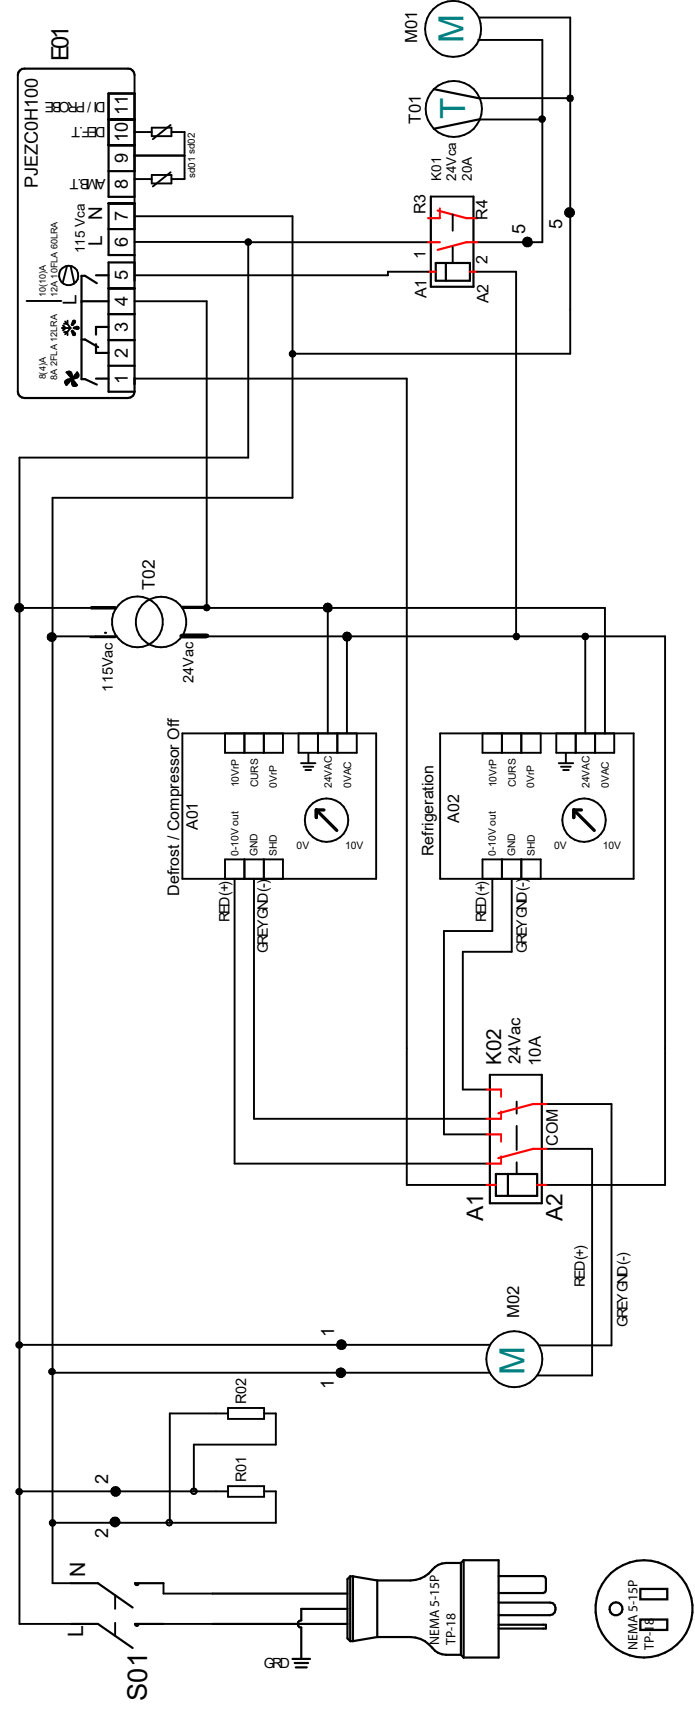 E01
PJEZC0H100
DI / PROBE
DEF.T
AMB.T
11
10
9
8
7
6
5
4
3
2
1
sd01 sd02
N
L
115 Vca
10(10)A
12A 10FLA 60LRA
L
8(4)A
8A 2FLA 12LRA
M01
M
T01
T
K01
24Vca
20A
R3
R4
1
2
A1
A2
5
5
T02
115Vac
24Vac
Defrost / Compressor Off
A01
10VrP
CURS
0VrP
24VAC
0VAC
0-10V out
GND
SHD
0V
10V
RED(+)
GREY GND(-)
Refrigeration
A02
10VrP
CURS
0VrP
24VAC
0VAC
0-10V out
GND
SHD
0V
10V
RED(+)
GREY GND(-)
K02
24Vac
10A
A1
A2
COM
RED(+)
GREY GND(-)
M02
M
1
1
R02
R01
2
2
N
L
S01
GRD
NEMA 5-15P
TP-18
NEMA 5-15P
TP-18